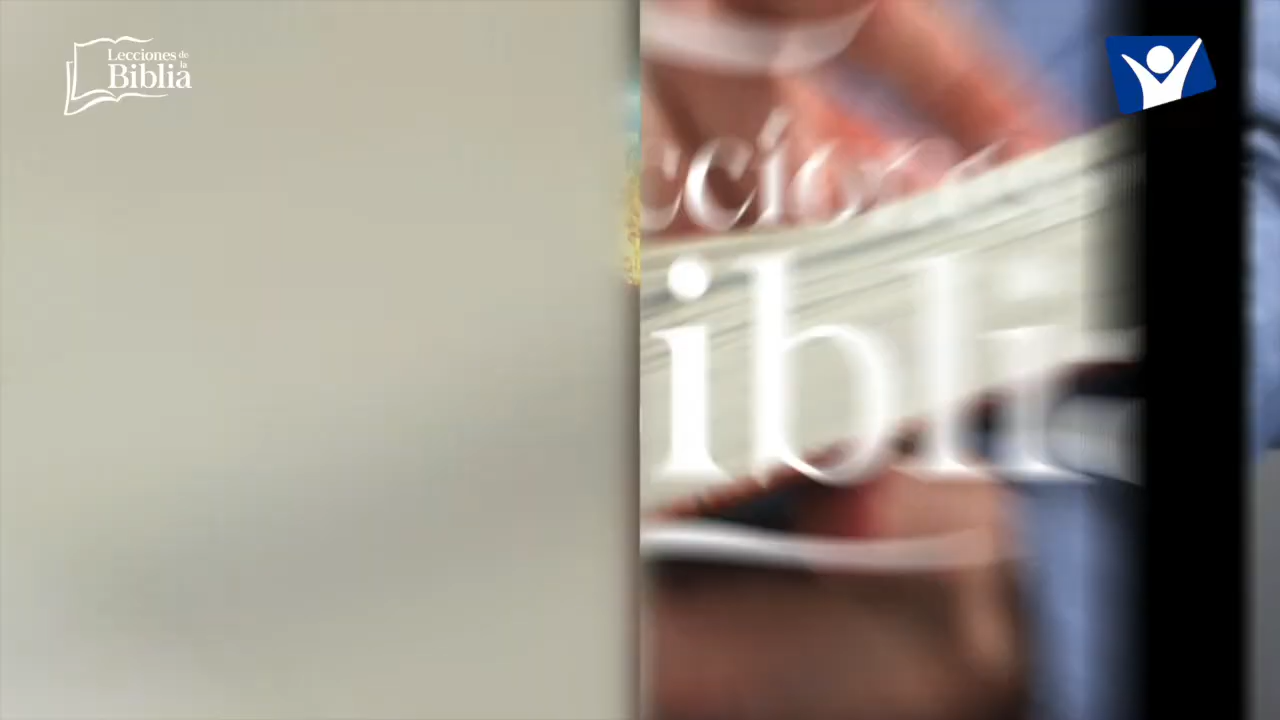 Lecciones de
la
Biblia
ccione
ibli